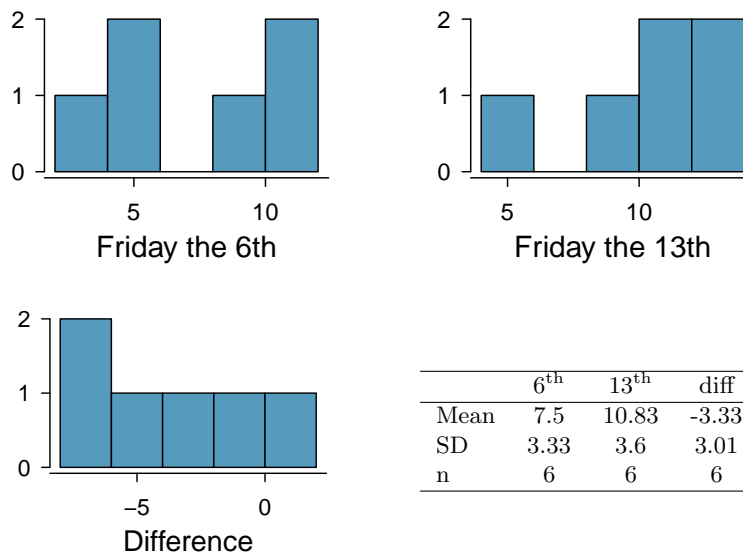 2
1
0
5 10
Friday the 6th
2
1
0
5 10
Friday the 13th
2
1
0
−5 0
Difference
6th 13th diff
Mean 7.5 10.83 -3.33
SD 3.33 3.6 3.01
n 6 6 6